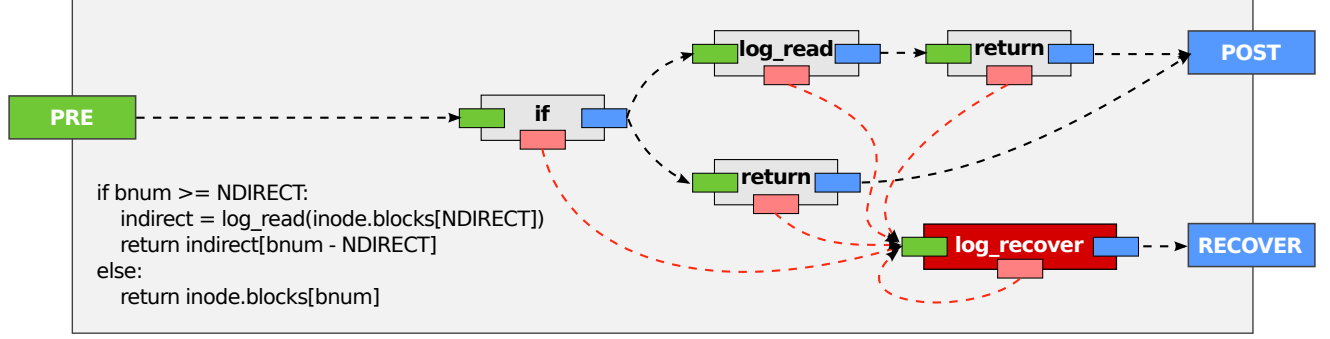 log_read
return
POST
PRE
if
return
if bnum >= NDIRECT:
    indirect = log_read(inode.blocks[NDIRECT])
    return indirect[bnum - NDIRECT]
else:
    return inode.blocks[bnum]
log_recover
RECOVER